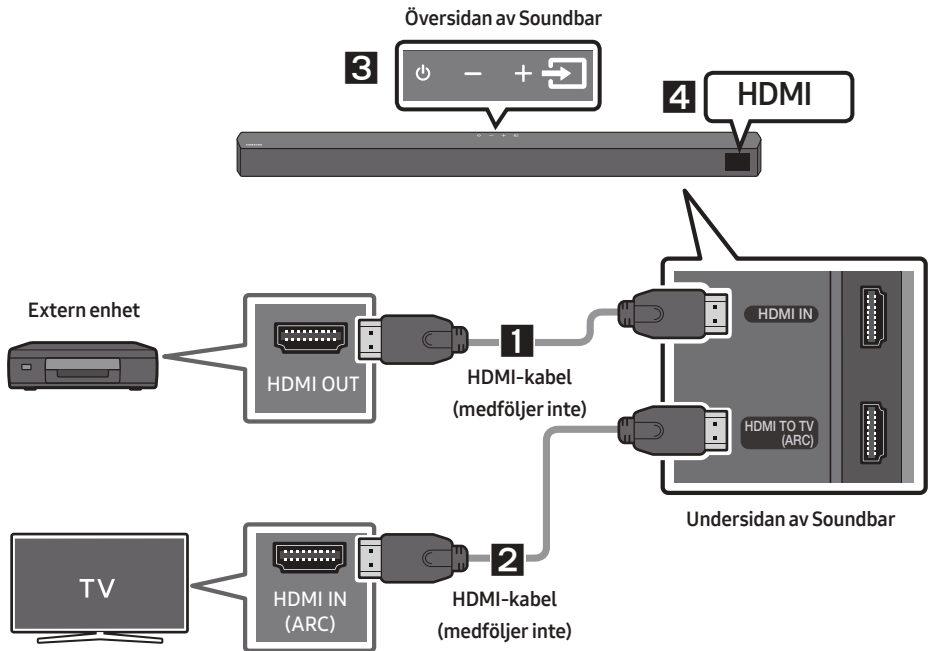 Översidan av Soundbar
3
4
HDMI
Extern enhet
HDMI OUT
1
HDMI-kabel
(medföljer inte)
HDMI IN
HDMI TO TV
(ARC)
Undersidan av Soundbar
TV
HDMI IN
(ARC)
2
HDMI-kabel
(medföljer inte)